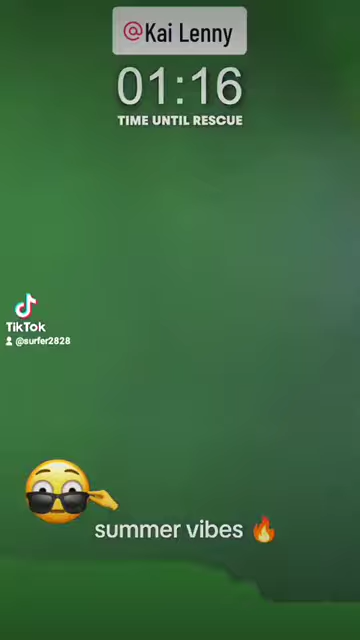 @Kai Lenny
01:16
TIME UNTIL RESCUE
TikTok
@surfer2828
summer vibes 🔥